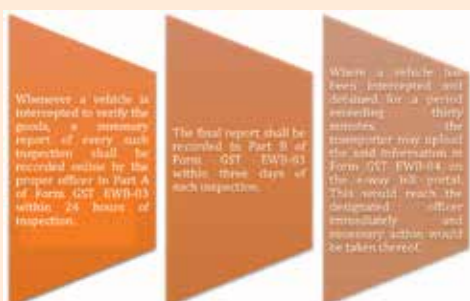 Whenever a vehicle is
intercepted to verify the
goods, a summary
report of every such
inspection shall be
recorded online by the
proper officer in Part A
of Form GST EWB-03
within 24 hours of
inspection.
The final report shall be
recorded in Part B of
Form GST EWB-03
within three days of
such inspection.
Where a vehicle has
been intercepted and
detained for a period
exceeding thirty
minutes, the
transporter may upload
the said information in
Form GST EWB-04 on
the e-way bill portal.
This would reach the
designated officer
immediately and
necessary action would
be taken thereof.